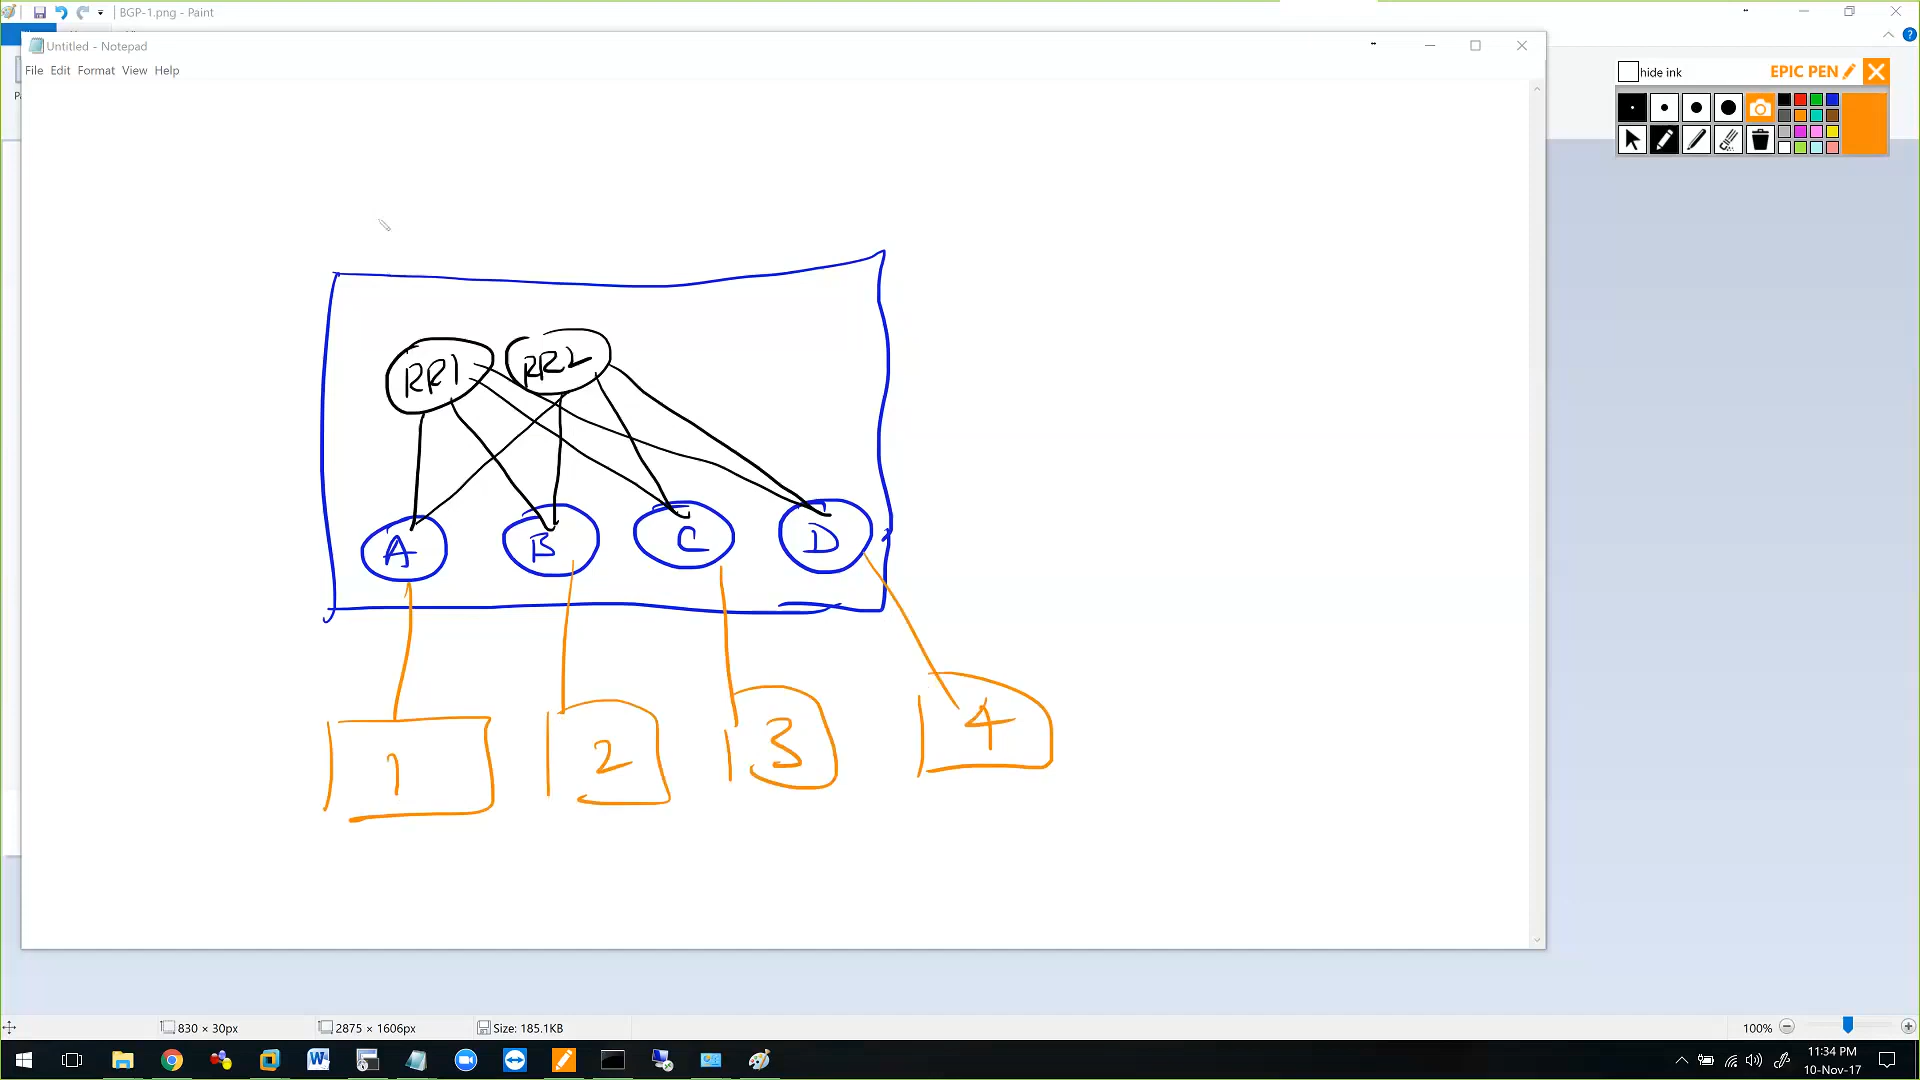 BGP-1.png - Paint
Untitled - Notepad
File Edit Format View Help
hide ink
EPIC PEN
RR1 RR2
A B C D
1 2 3 4
830 × 30px
2875 × 1606px
Size: 185.1KB
100%
11:34 PM
10-Nov-17